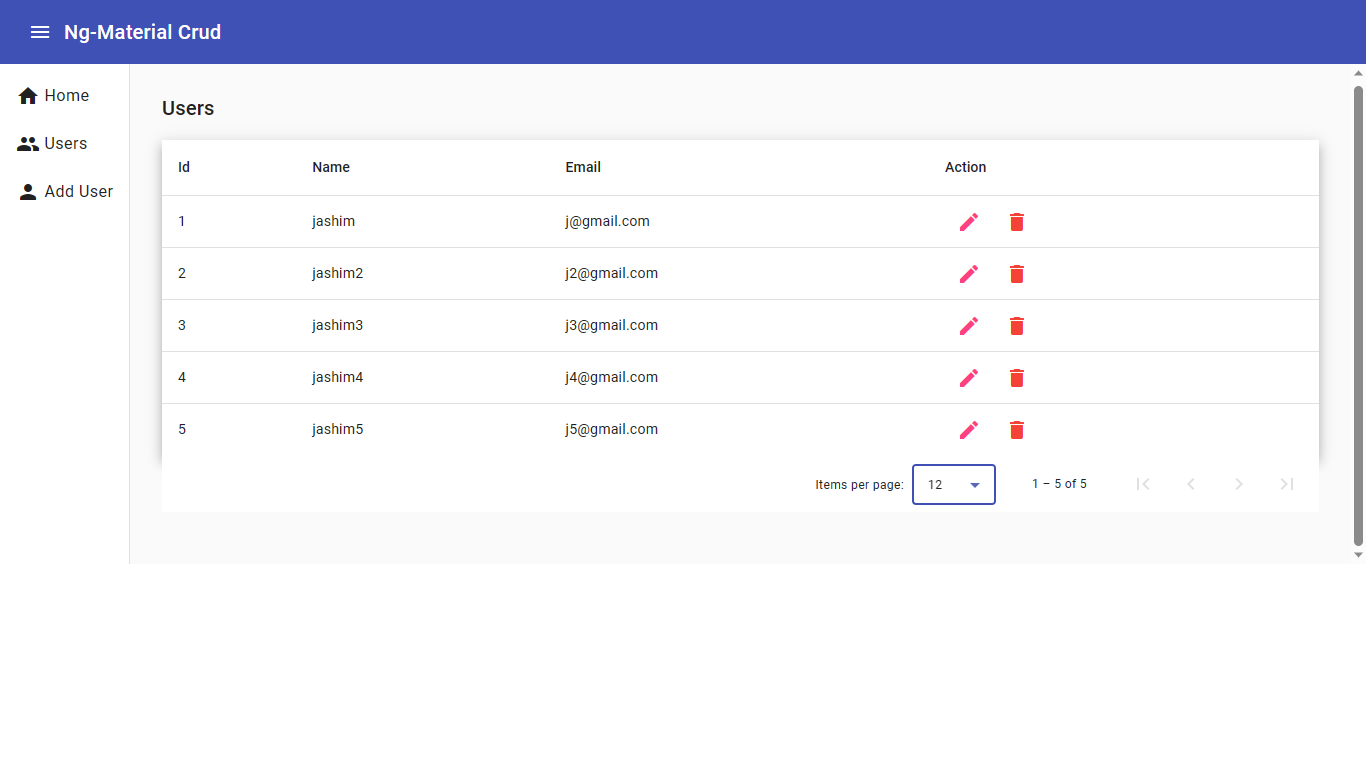 Ng-Material Crud
Home
Users
Add User
Users
Id Name Email Action
1 jashim j@gmail.com
2 jashim2 j2@gmail.com
3 jashim3 j3@gmail.com
4 jashim4 j4@gmail.com
5 jashim5 j5@gmail.com
Items per page: 12 1 – 5 of 5